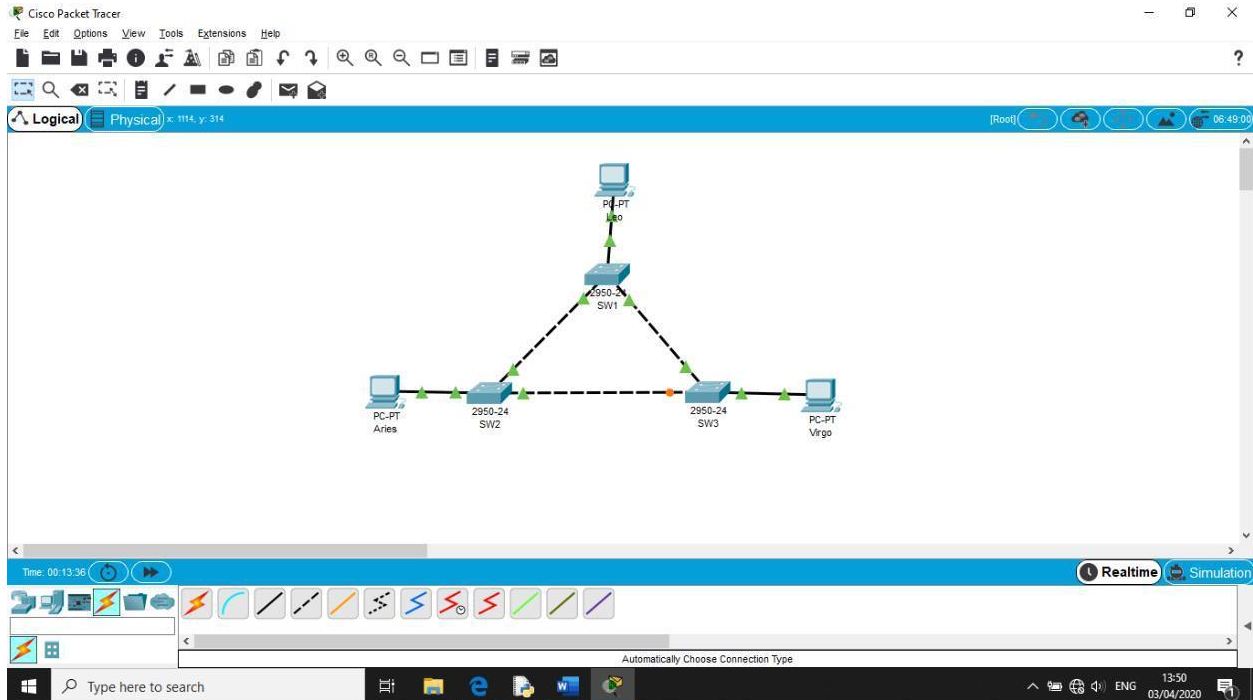 Cisco Packet Tracer
File Edit Options View Tools Extensions Help
?
Logical Physical x: 1114, y: 314 [Root] 06:49:00
PC-PT
Leo
2950-24
SW1
PC-PT
Aries
2950-24
SW2
2950-24
SW3
PC-PT
Virgo
Time: 00:13:36 Realtime Simulation
Automatically Choose Connection Type
Type here to search ENG 13:50
03/04/2020